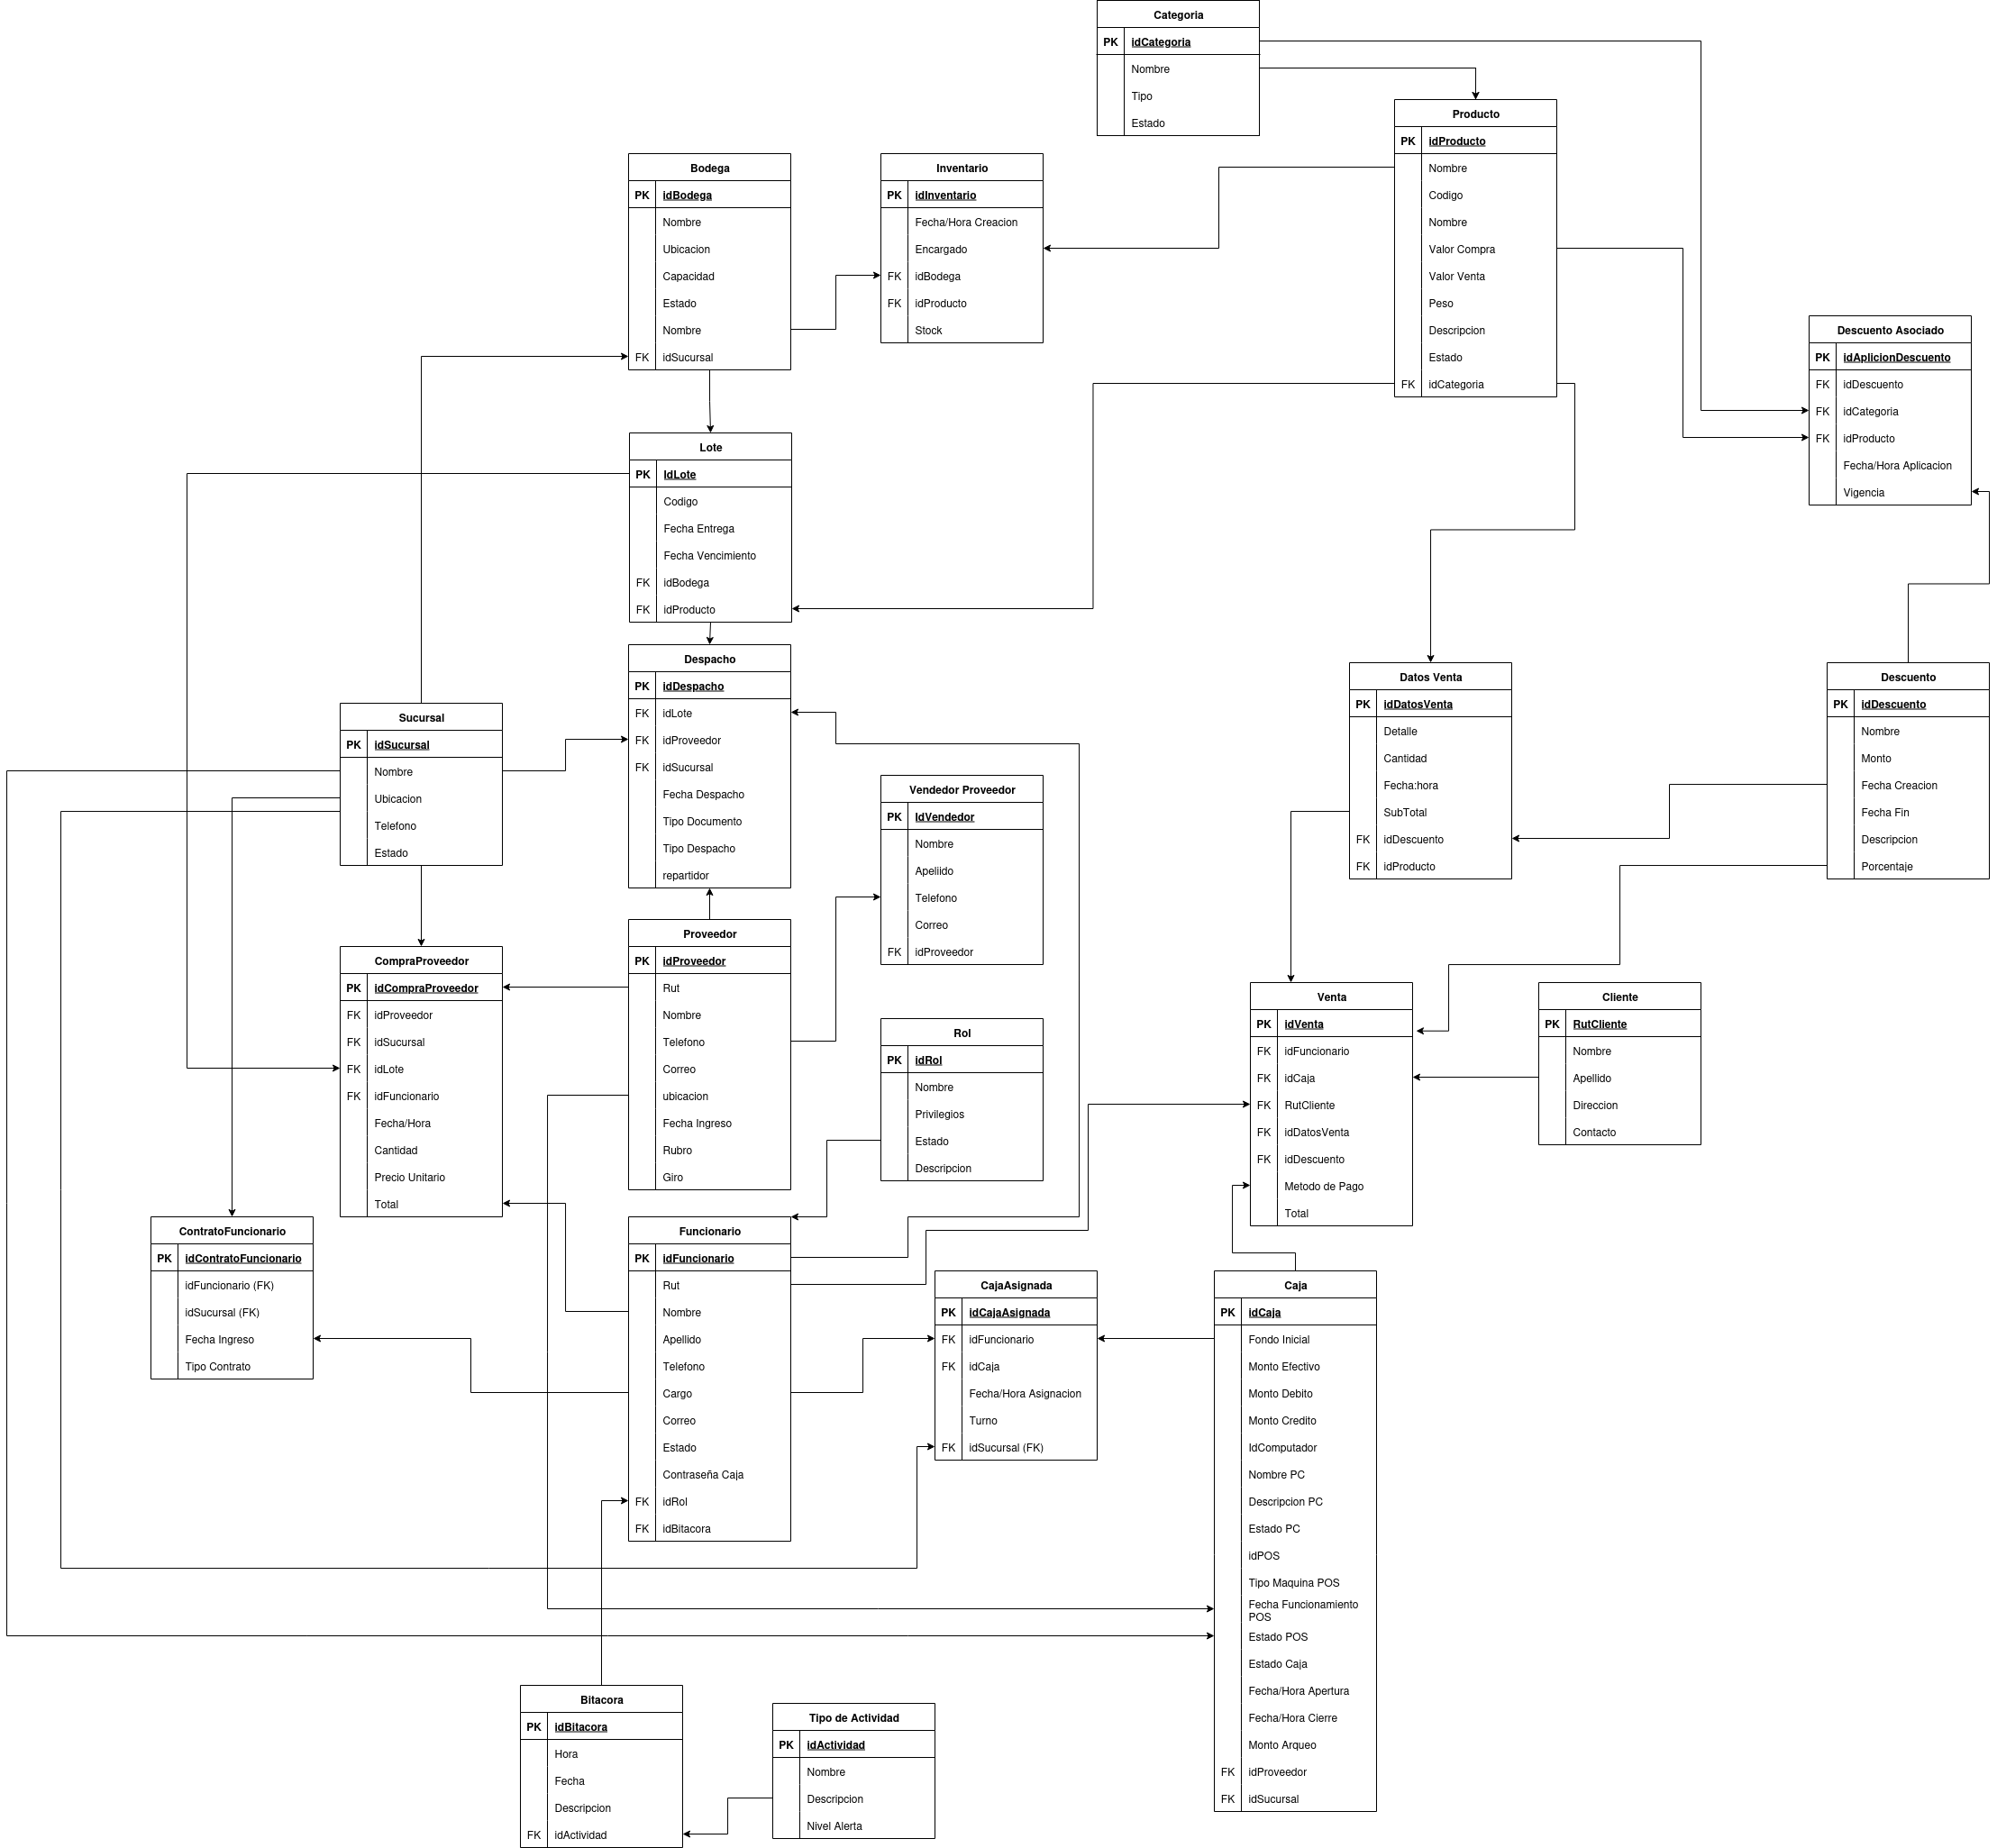 Categoria
PK idCategoria
Nombre
Tipo
Estado
Producto
PK idProducto
Nombre
Codigo
Nombre
Valor Compra
Valor Venta
Peso
Descripcion
Estado
FK idCategoria
Bodega
PK idBodega
Nombre
Ubicacion
Capacidad
Estado
Nombre
FK idSucursal
Inventario
PK idInventario
Fecha/Hora Creacion
Encargado
FK idBodega
FK idProducto
Stock
Descuento Asociado
PK idAplicionDescuento
FK idDescuento
FK idCategoria
FK idProducto
Fecha/Hora Aplicacion
Vigencia
Lote
PK IdLote
Codigo
Fecha Entrega
Fecha Vencimiento
FK idBodega
FK idProducto
Despacho
PK idDespacho
FK idLote
FK idProveedor
FK idSucursal
Fecha Despacho
Tipo Documento
Tipo Despacho
repartidor
Datos Venta
PK idDatosVenta
Detalle
Cantidad
Fecha:hora
SubTotal
FK idDescuento
FK idProducto
Descuento
PK idDescuento
Nombre
Monto
Fecha Creacion
Fecha Fin
Descripcion
Porcentaje
Sucursal
PK idSucursal
Nombre
Ubicacion
Telefono
Estado
Vendedor Proveedor
PK IdVendedor
Nombre
Apeliido
Telefono
Correo
FK idProveedor
Proveedor
PK idProveedor
Rut
Nombre
Telefono
Correo
ubicacion
Fecha Ingreso
Rubro
Giro
CompraProveedor
PK idCompraProveedor
FK idProveedor
FK idSucursal
FK idLote
FK idFuncionario
Fecha/Hora
Cantidad
Precio Unitario
Total
Venta
PK idVenta
FK idFuncionario
FK idCaja
FK RutCliente
FK idDatosVenta
FK idDescuento
Metodo de Pago
Total
Cliente
PK RutCliente
Nombre
Apellido
Direccion
Contacto
Rol
PK idRol
Nombre
Privilegios
Estado
Descripcion
ContratoFuncionario
PK idContratoFuncionario
idFuncionario (FK)
idSucursal (FK)
Fecha Ingreso
Tipo Contrato
Funcionario
PK idFuncionario
Rut
Nombre
Apellido
Telefono
Cargo
Correo
Estado
Contraseña Caja
FK idRol
FK idBitacora
CajaAsignada
PK idCajaAsignada
FK idFuncionario
FK idCaja
Fecha/Hora Asignacion
Turno
FK idSucursal (FK)
Caja
PK idCaja
Fondo Inicial
Monto Efectivo
Monto Debito
Monto Credito
IdComputador
Nombre PC
Descripcion PC
Estado PC
idPOS
Tipo Maquina POS
Fecha Funcionamiento
POS
Estado POS
Estado Caja
Fecha/Hora Apertura
Fecha/Hora Cierre
Monto Arqueo
FK idProveedor
FK idSucursal
Bitacora
PK idBitacora
Hora
Fecha
Descripcion
FK idActividad
Tipo de Actividad
PK idActividad
Nombre
Descripcion
Nivel Alerta